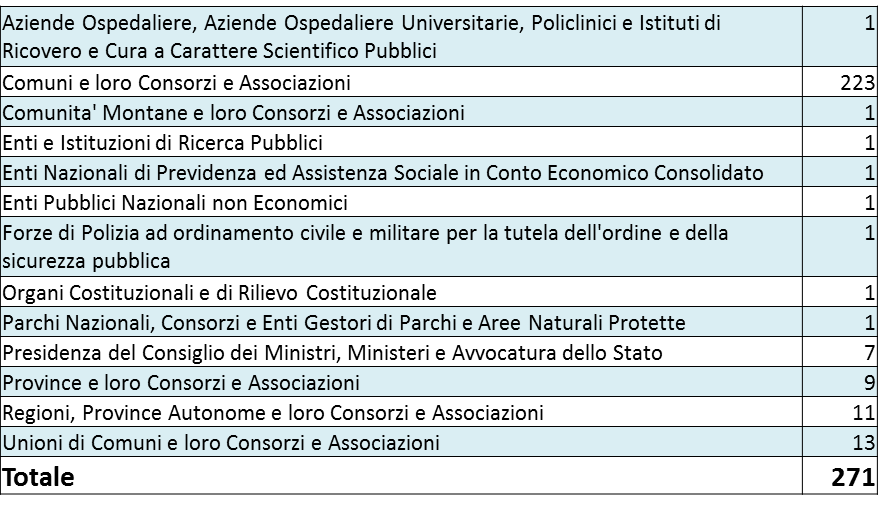 Aziende Ospedaliere, Aziende Ospedaliere Universitarie, Policlinici e Istituti di 1
Ricovero e Cura a Carattere Scientifico Pubblici
Comuni e loro Consorzi e Associazioni 223
Comunita' Montane e loro Consorzi e Associazioni 1
Enti e Istituzioni di Ricerca Pubblici 1
Enti Nazionali di Previdenza ed Assistenza Sociale in Conto Economico Consolidato 1
Enti Pubblici Nazionali non Economici 1
Forze di Polizia ad ordinamento civile e militare per la tutela dell'ordine e della 1
sicurezza pubblica
Organi Costituzionali e di Rilievo Costituzionale 1
Parchi Nazionali, Consorzi e Enti Gestori di Parchi e Aree Naturali Protette 1
Presidenza del Consiglio dei Ministri, Ministeri e Avvocatura dello Stato 7
Province e loro Consorzi e Associazioni 9
Regioni, Province Autonome e loro Consorzi e Associazioni 11
Unioni di Comuni e loro Consorzi e Associazioni 13
Totale 271